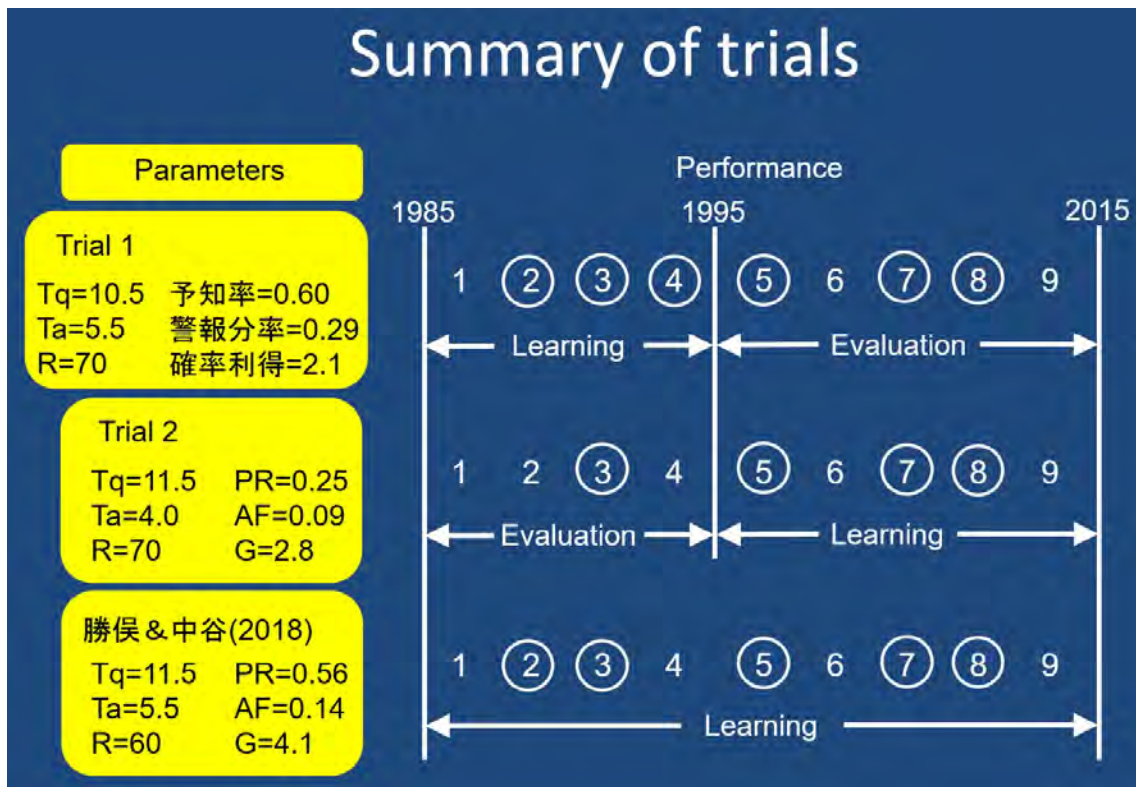 Summary of trials
Parameters
Performance
1985 1995 2015
Trial 1
Tq=10.5 予知率=0.60
Ta=5.5 警報分率=0.29
R=70 確率利得=2.1
1 2 3 4 5 6 7 8 9
Learning Evaluation
Trial 2
Tq=11.5 PR=0.25
Ta=4.0 AF=0.09
R=70 G=2.8
1 2 3 4 5 6 7 8 9
Evaluation Learning
勝俣&中谷(2018)
Tq=11.5 PR=0.56
Ta=5.5 AF=0.14
R=60 G=4.1
1 2 3 4 5 6 7 8 9
Learning